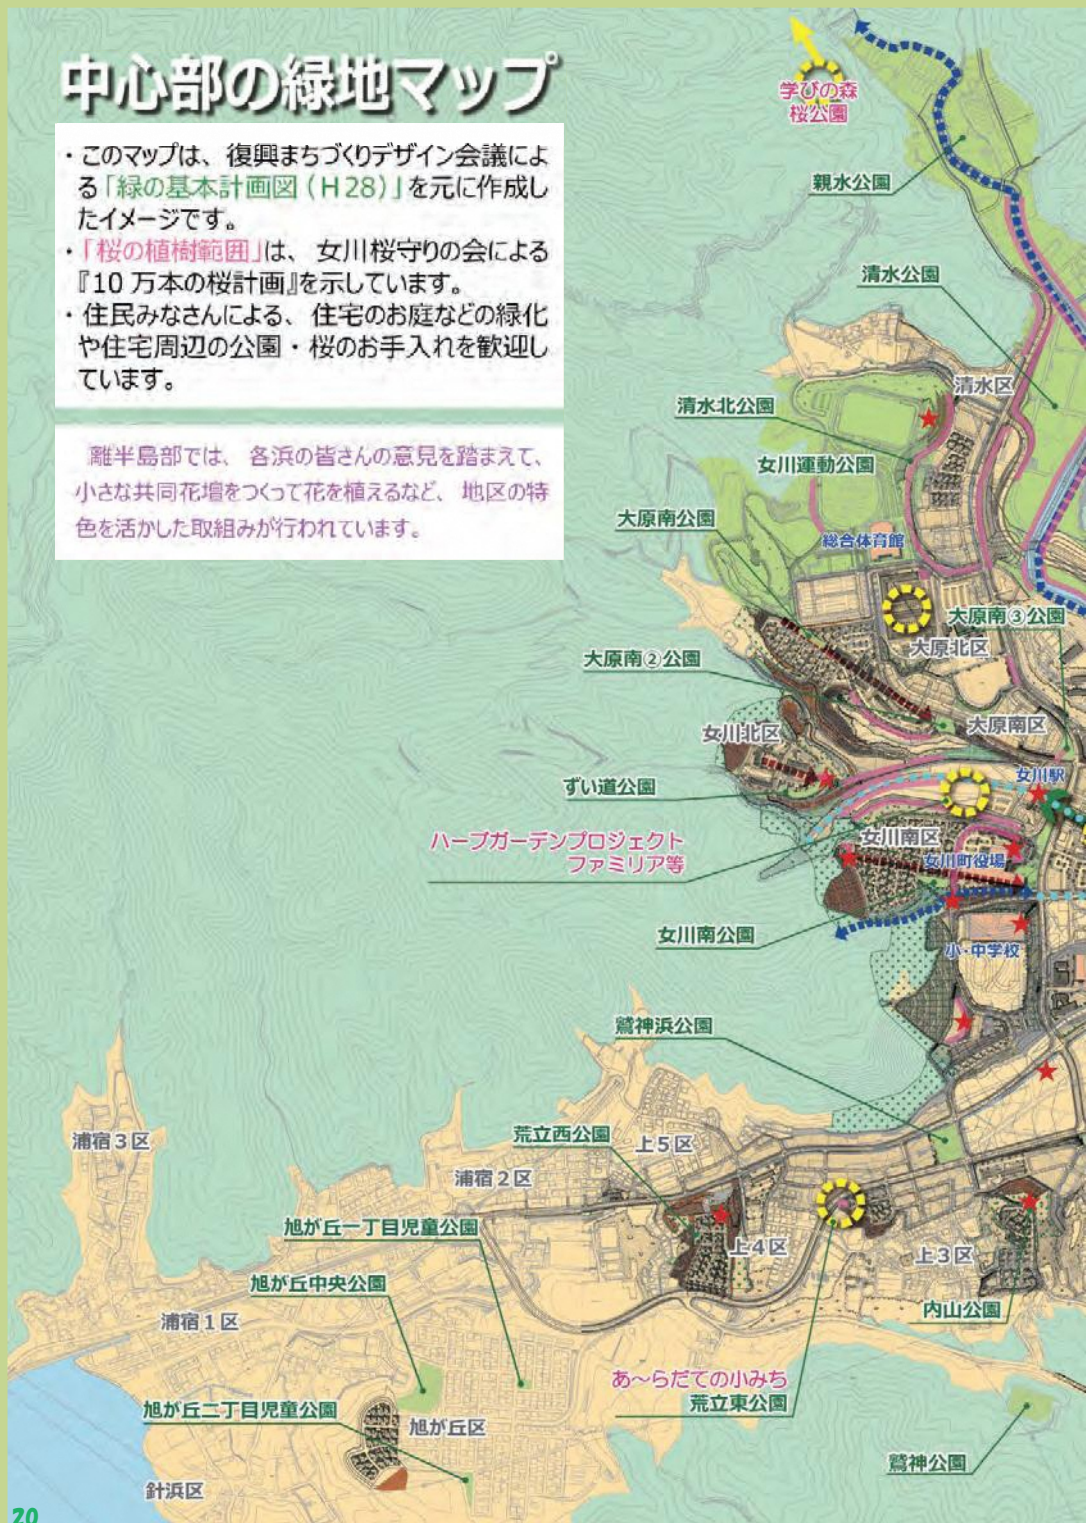 中心部の緑地マップ
・このマップは、復興まちづくりデザイン会議によ
る「緑の基本計画図（H28）」を元に作成し
たイメージです。
・「桜の植樹範囲」は、女川桜守りの会による
『10 万本の桜計画』を示しています。
・住民みなさんによる、住宅のお庭などの緑化
や住宅周辺の公園・桜のお手入れを歓迎し
ています。
離半島部では、各浜の皆さんの意見を踏まえて、
小さな共同花壇をつくって花を植えるなど、地区の特
色を活かした取組みが行われています。
学びの森
桜公園
親水公園
清水公園
清水区
清水北公園
女川運動公園
大原南公園
総合体育館
大原南③公園
大原北区
大原南②公園
大原南区
女川北区
女川駅
ずい道公園
ハーブガーデンプロジェクト
ファミリア等
女川南区
女川町役場
女川南公園
小・中学校
鷲神浜公園
浦宿3区
荒立西公園
上5区
浦宿2区
旭が丘一丁目児童公園
上4区
上3区
旭が丘中央公園
内山公園
浦宿1区
あ～らだての小みち
荒立東公園
旭が丘二丁目児童公園
旭が丘区
鷲神公園
針浜区
20